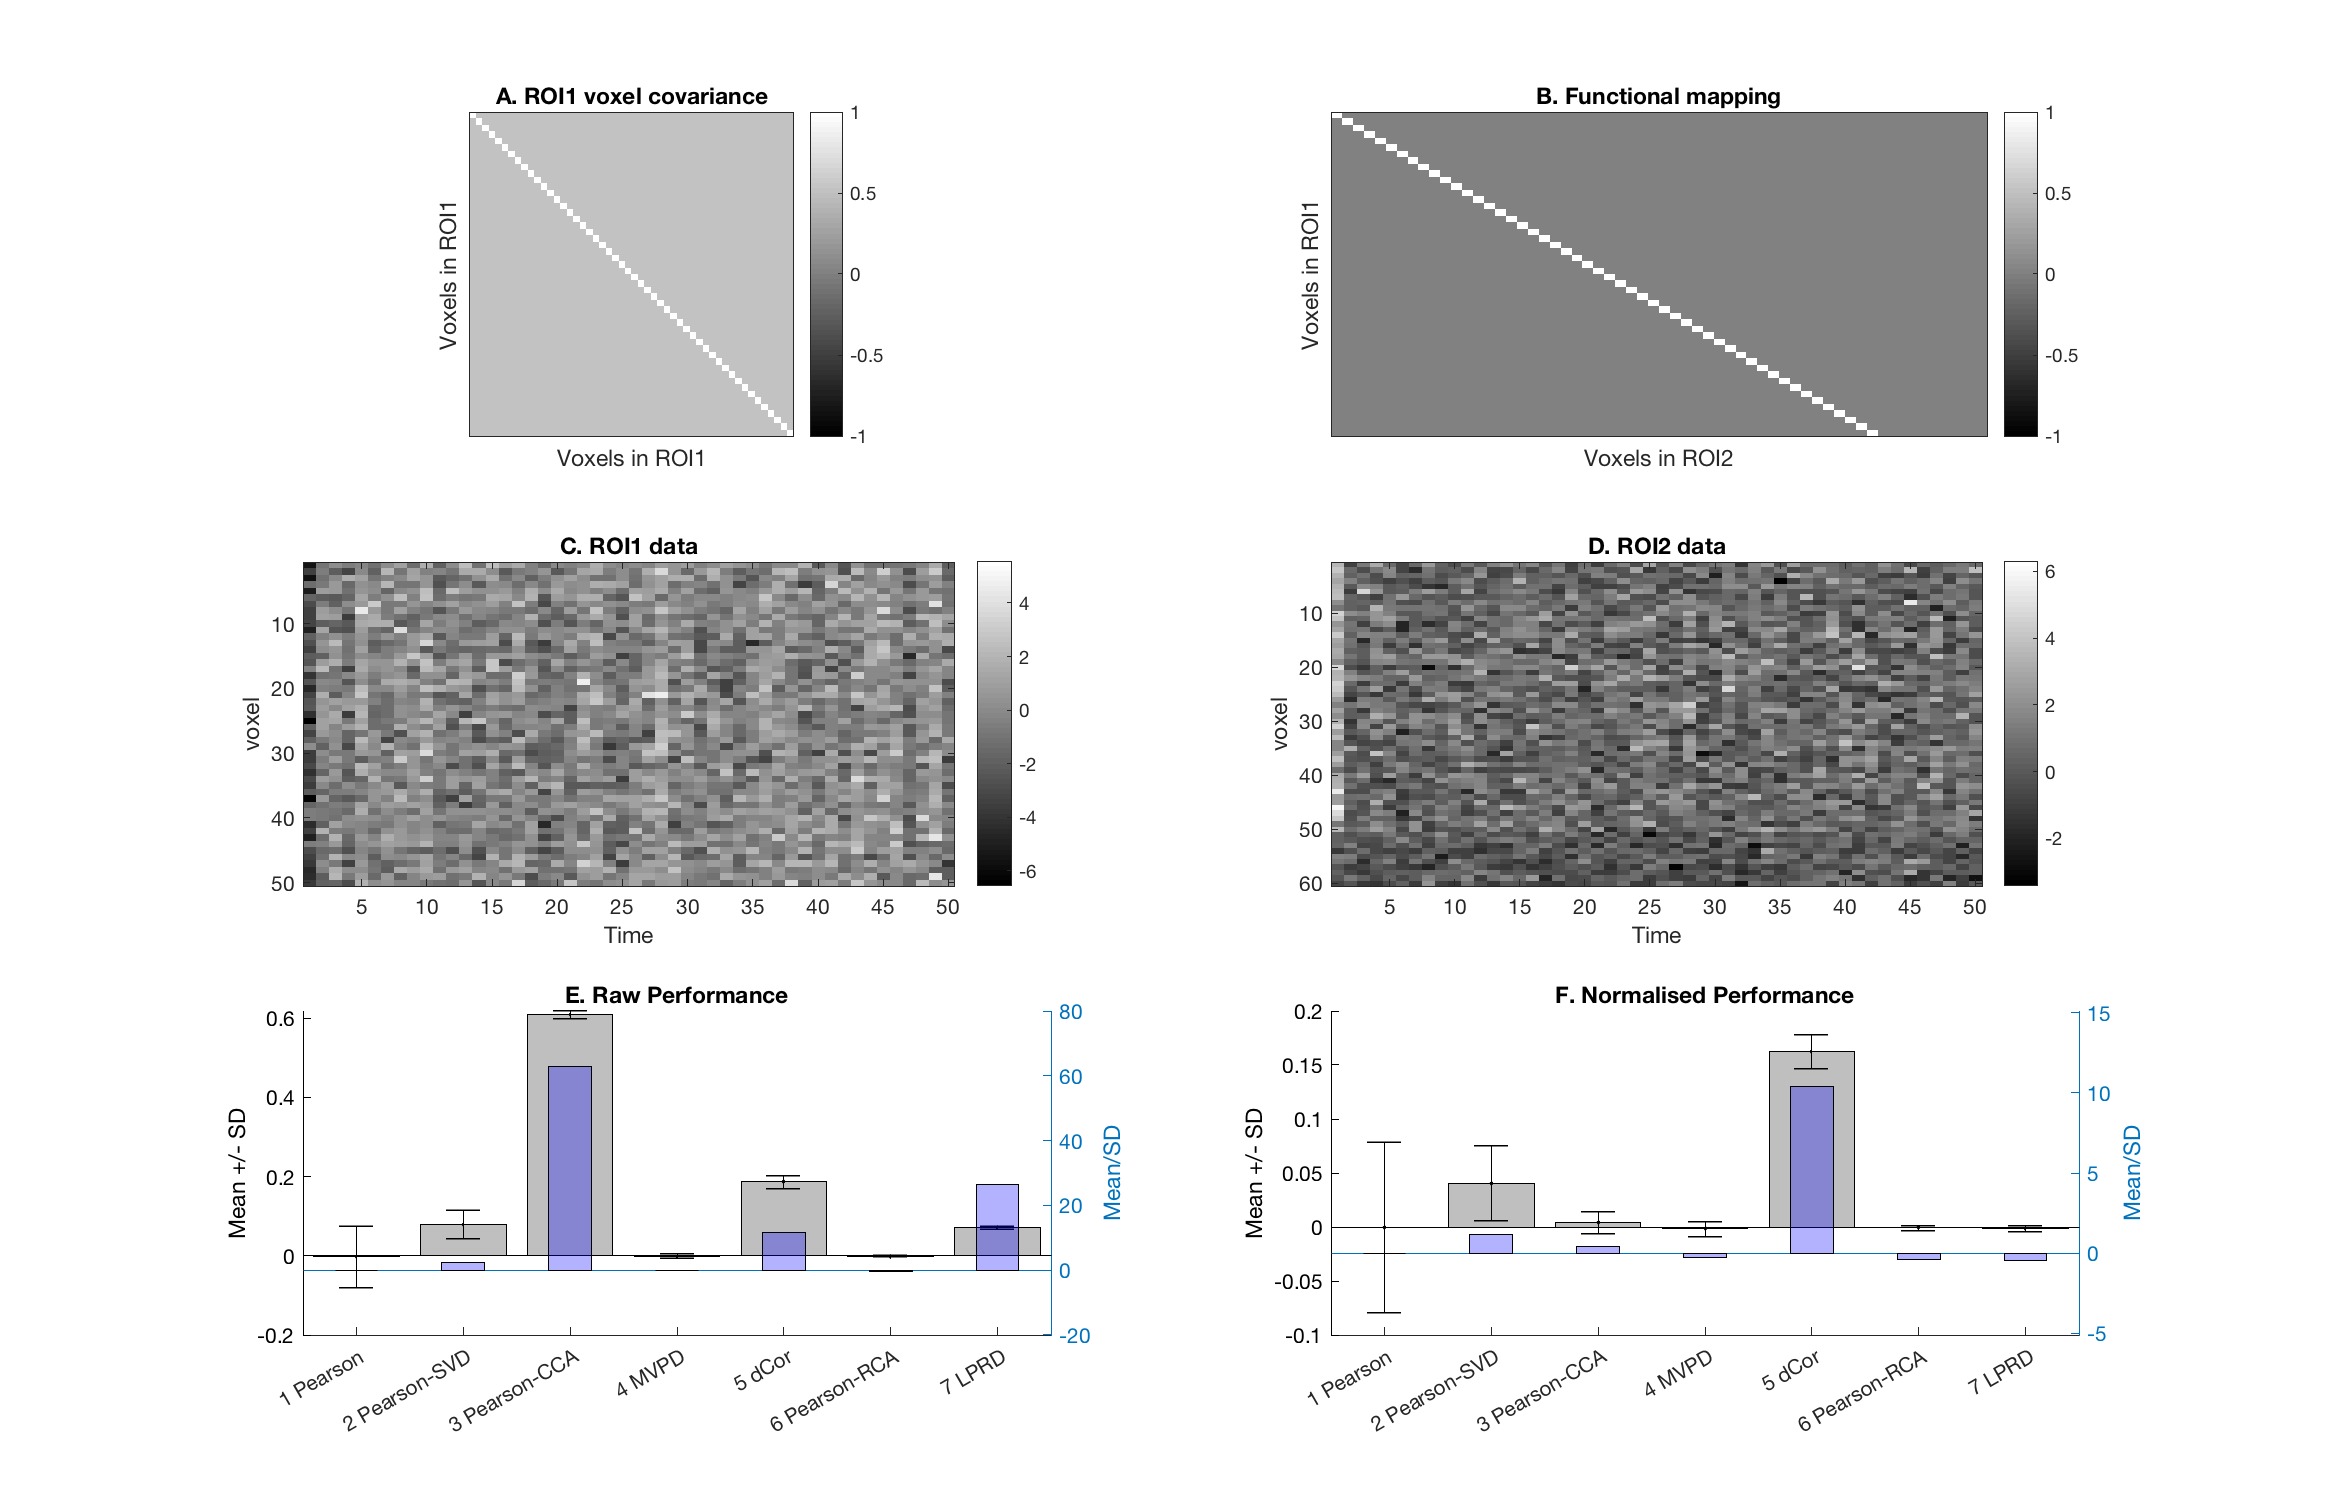 A. ROI1 voxel covariance
1
0.5
0
-0.5
-1
Voxels in ROI1
Voxels in ROI1
B. Functional mapping
1
0.5
0
-0.5
-1
Voxels in ROI1
Voxels in ROI2
C. ROI1 data
10
20
30
40
50
voxel
5 10 15 20 25 30 35 40 45 50
Time
4
2
0
-2
-4
-6
D. ROI2 data
10
20
30
40
50
60
voxel
5 10 15 20 25 30 35 40 45 50
Time
6
4
2
0
-2
E. Raw Performance
0.6
0.4
0.2
0
-0.2
Mean +/- SD
80
60
40
20
0
-20
Mean/SD
1 Pearson
2 Pearson-SVD
3 Pearson-CCA
4 MVPD
5 dCor
6 Pearson-RCA
7 LPRD
F. Normalised Performance
0.2
0.15
0.1
0.05
0
-0.05
-0.1
Mean +/- SD
15
10
5
0
-5
Mean/SD
1 Pearson
2 Pearson-SVD
3 Pearson-CCA
4 MVPD
5 dCor
6 Pearson-RCA
7 LPRD